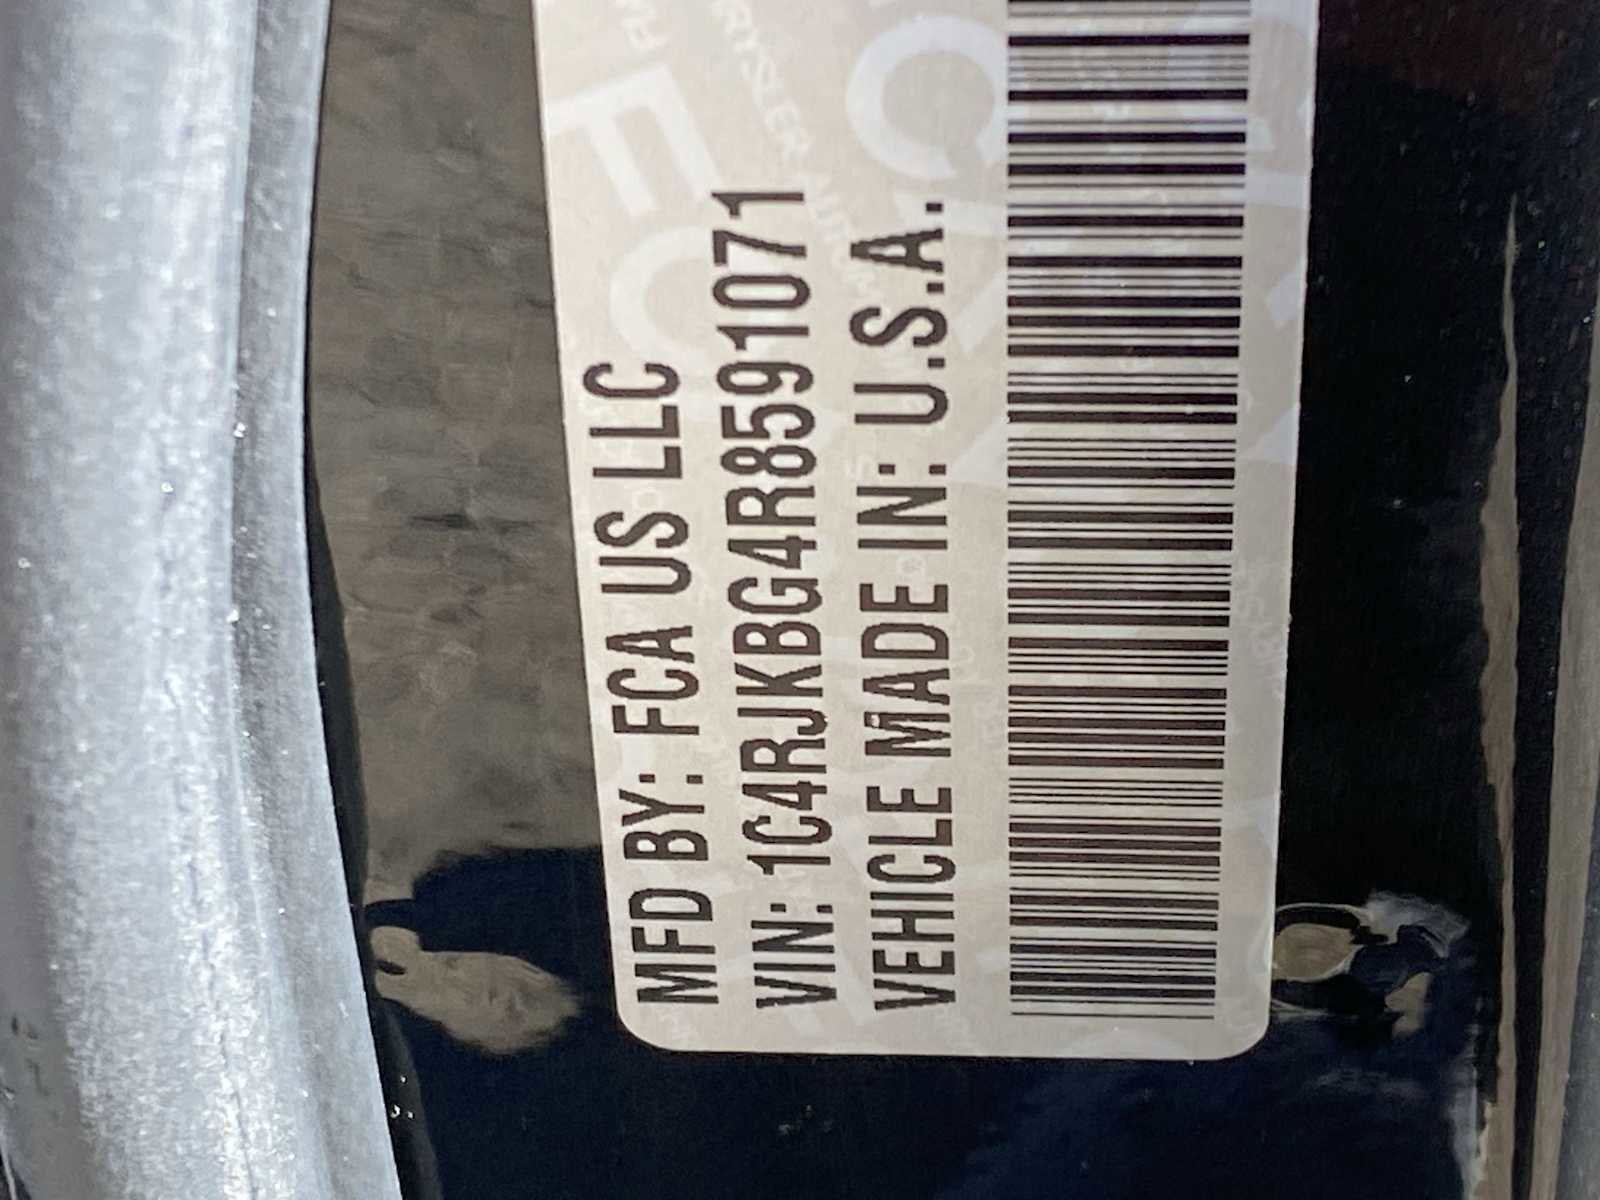 MFD BY: FCA US LLC
VIN: 1C4RJKBG4R8591071
VEHICLE MADE IN: U.S.A.